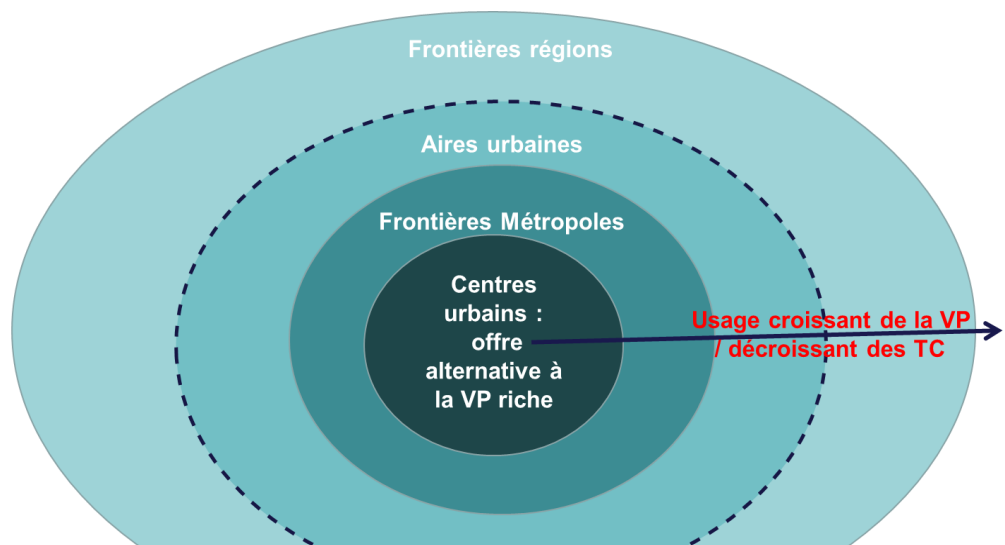 Frontières régions
Aires urbaines
Frontières Métropoles
Centres
urbains :
offre
alternative à
la VP riche
Usage croissant de la VP
/ décroissant des TC